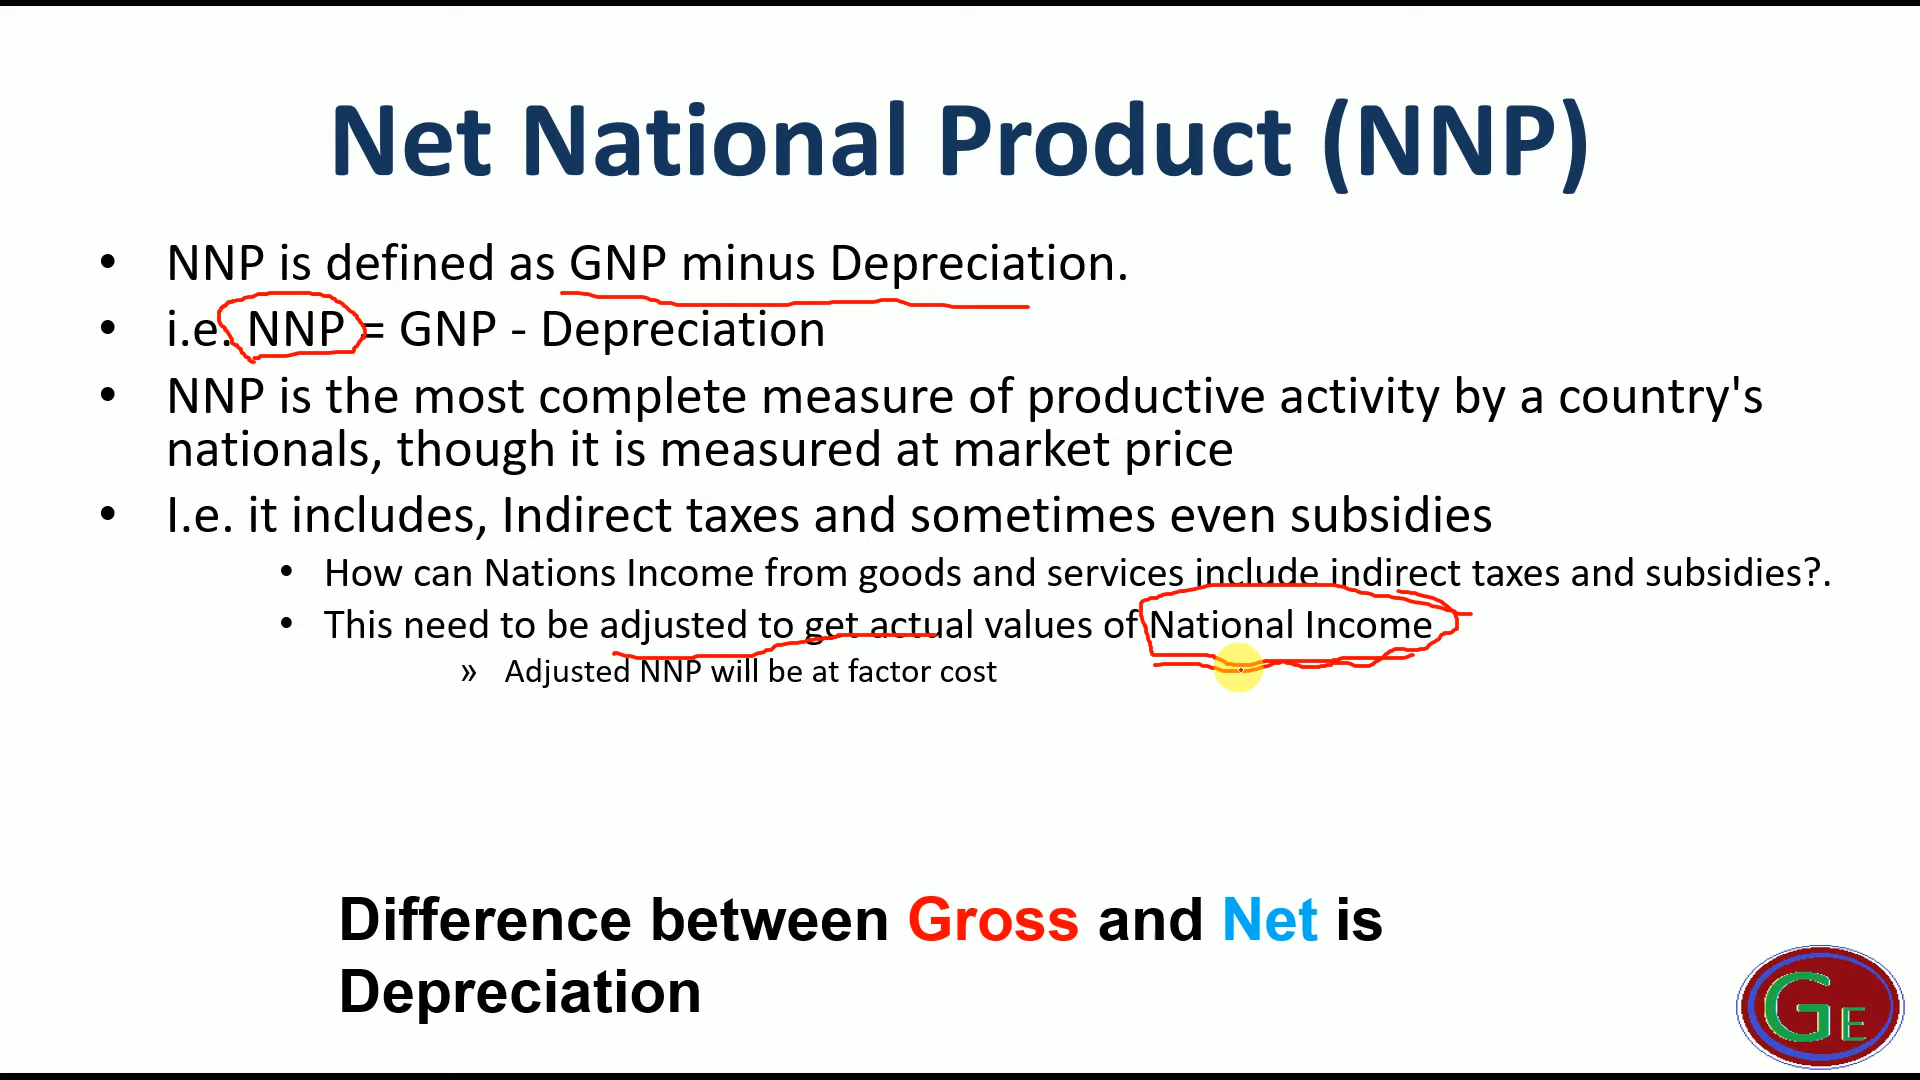 Net National Product (NNP)
• NNP is defined as GNP minus Depreciation.
• i.e. NNP = GNP - Depreciation
• NNP is the most complete measure of productive activity by a country's
nationals, though it is measured at market price
• I.e. it includes, Indirect taxes and sometimes even subsidies
• How can Nations Income from goods and services include indirect taxes and subsidies?.
• This need to be adjusted to get actual values of National Income
» Adjusted NNP will be at factor cost
Difference between Gross and Net is
Depreciation
GE